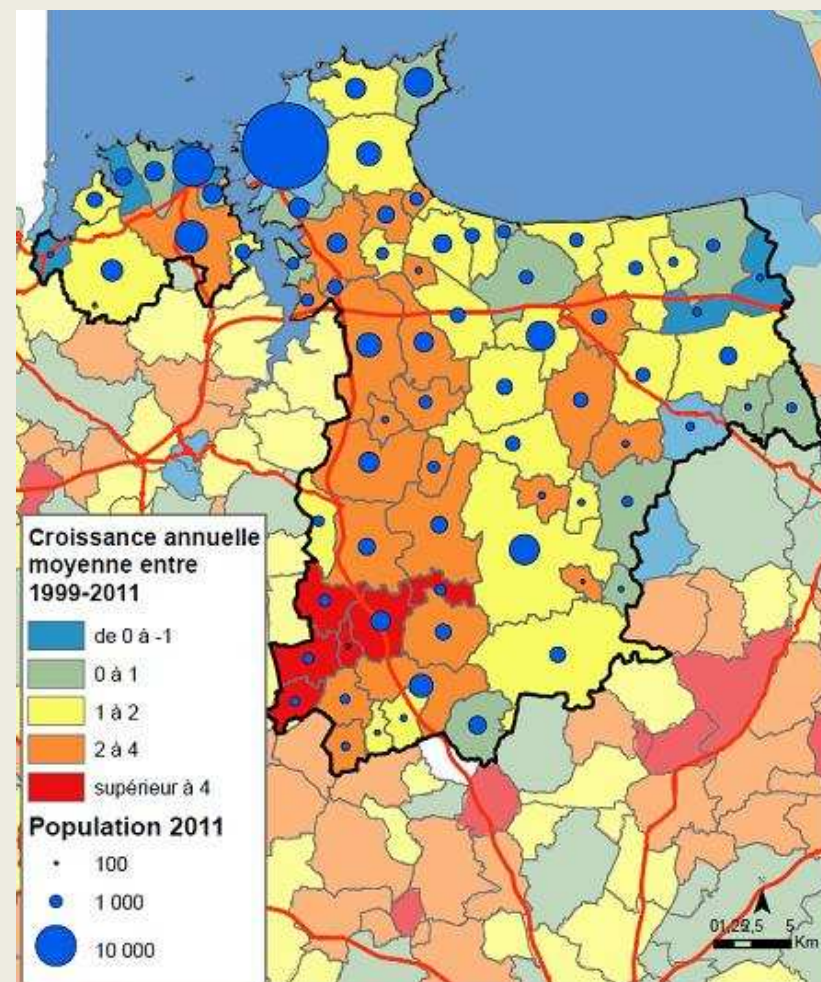 Croissance annuelle
moyenne entre
1999-2011
de 0 à -1
0 à 1
1 à 2
2 à 4
supérieur à 4
Population 2011
100
1 000
10 000
5
Km